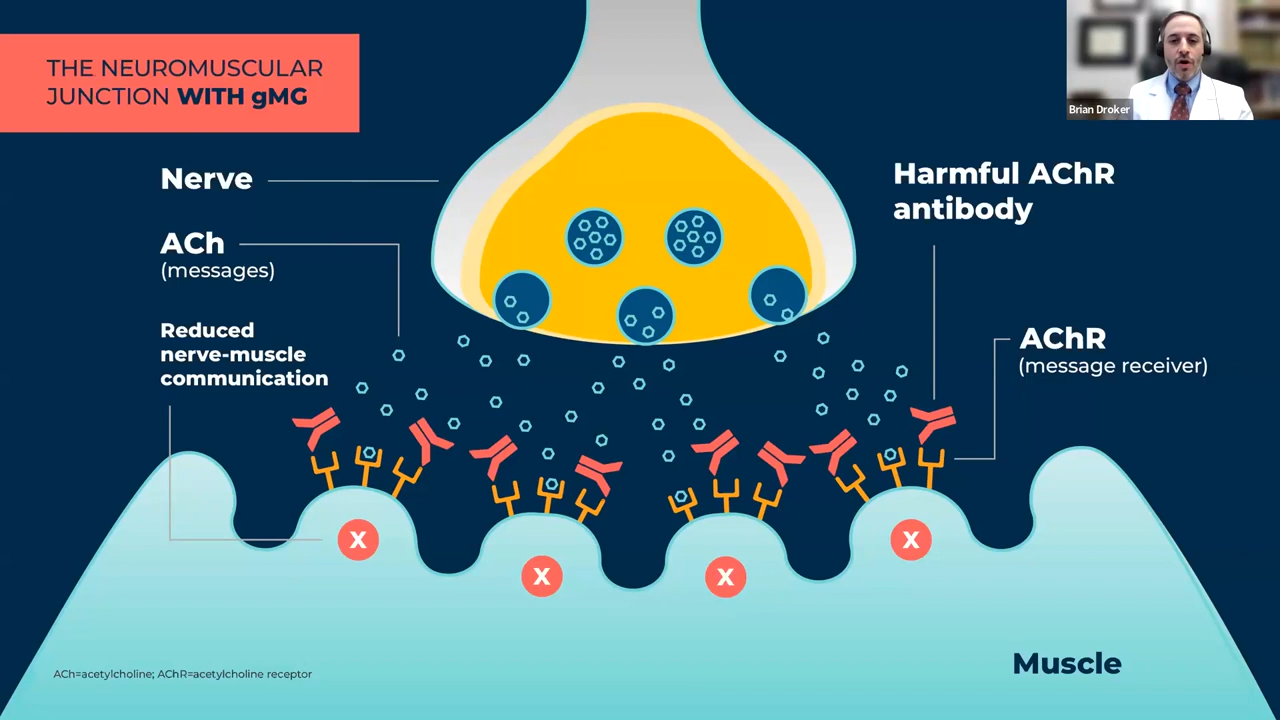 THE NEUROMUSCULAR
JUNCTION WITH gMG
Brian Droker
Nerve
ACh
(messages)
Reduced
nerve-muscle
communication
Harmful AChR
antibody
AChR
(message receiver)
X
X
X
X
Muscle
ACh=acetylcholine; AChR=acetylcholine receptor